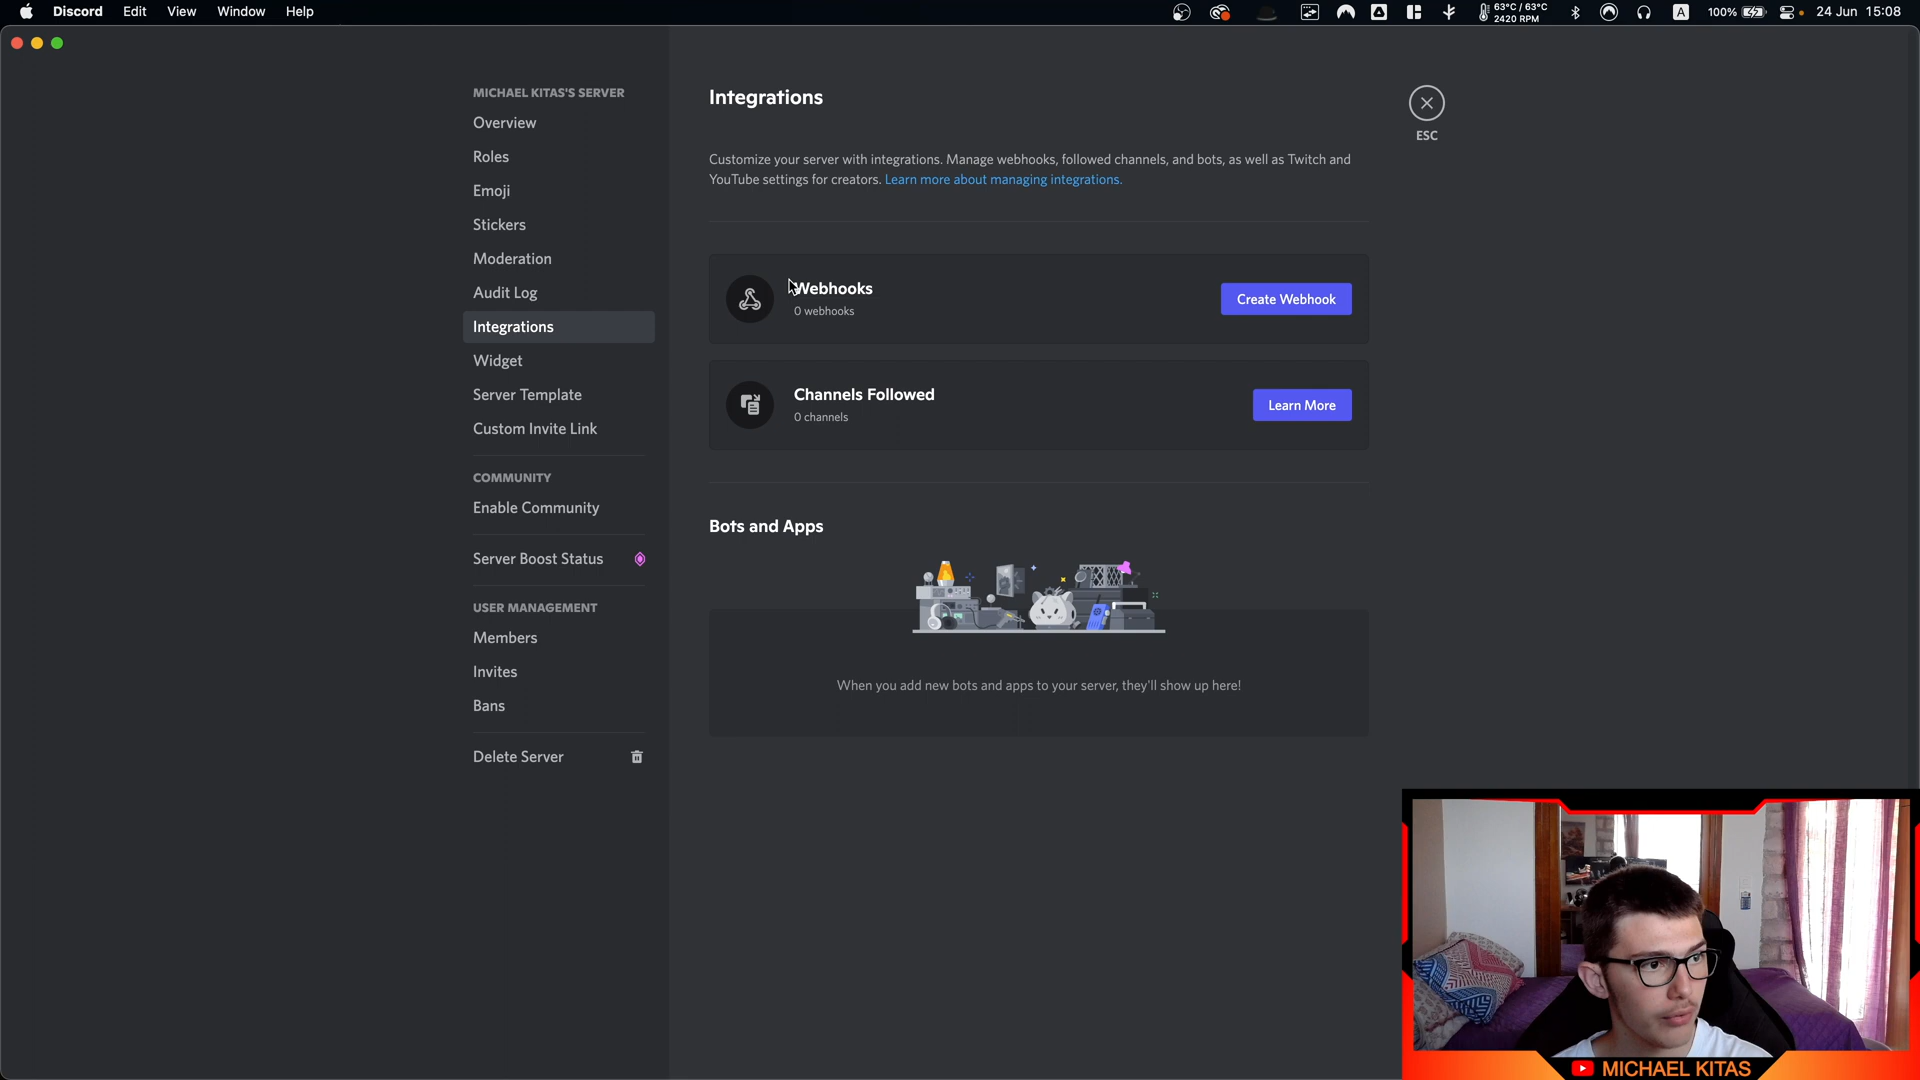 Discord Edit View Window Help
63°C / 63°C
2420 RPM
A
100%
24 Jun 15:08
MICHAEL KITAS'S SERVER
Overview
Roles
Emoji
Stickers
Moderation
Audit Log
Integrations
Widget
Server Template
Custom Invite Link
COMMUNITY
Enable Community
Server Boost Status
USER MANAGEMENT
Members
Invites
Bans
Delete Server
Integrations
ESC
Customize your server with integrations. Manage webhooks, followed channels, and bots, as well as Twitch and
YouTube settings for creators. Learn more about managing integrations.
Webhooks
0 webhooks
Create Webhook
Channels Followed
0 channels
Learn More
Bots and Apps
When you add new bots and apps to your server, they'll show up here!
MICHAEL KITAS